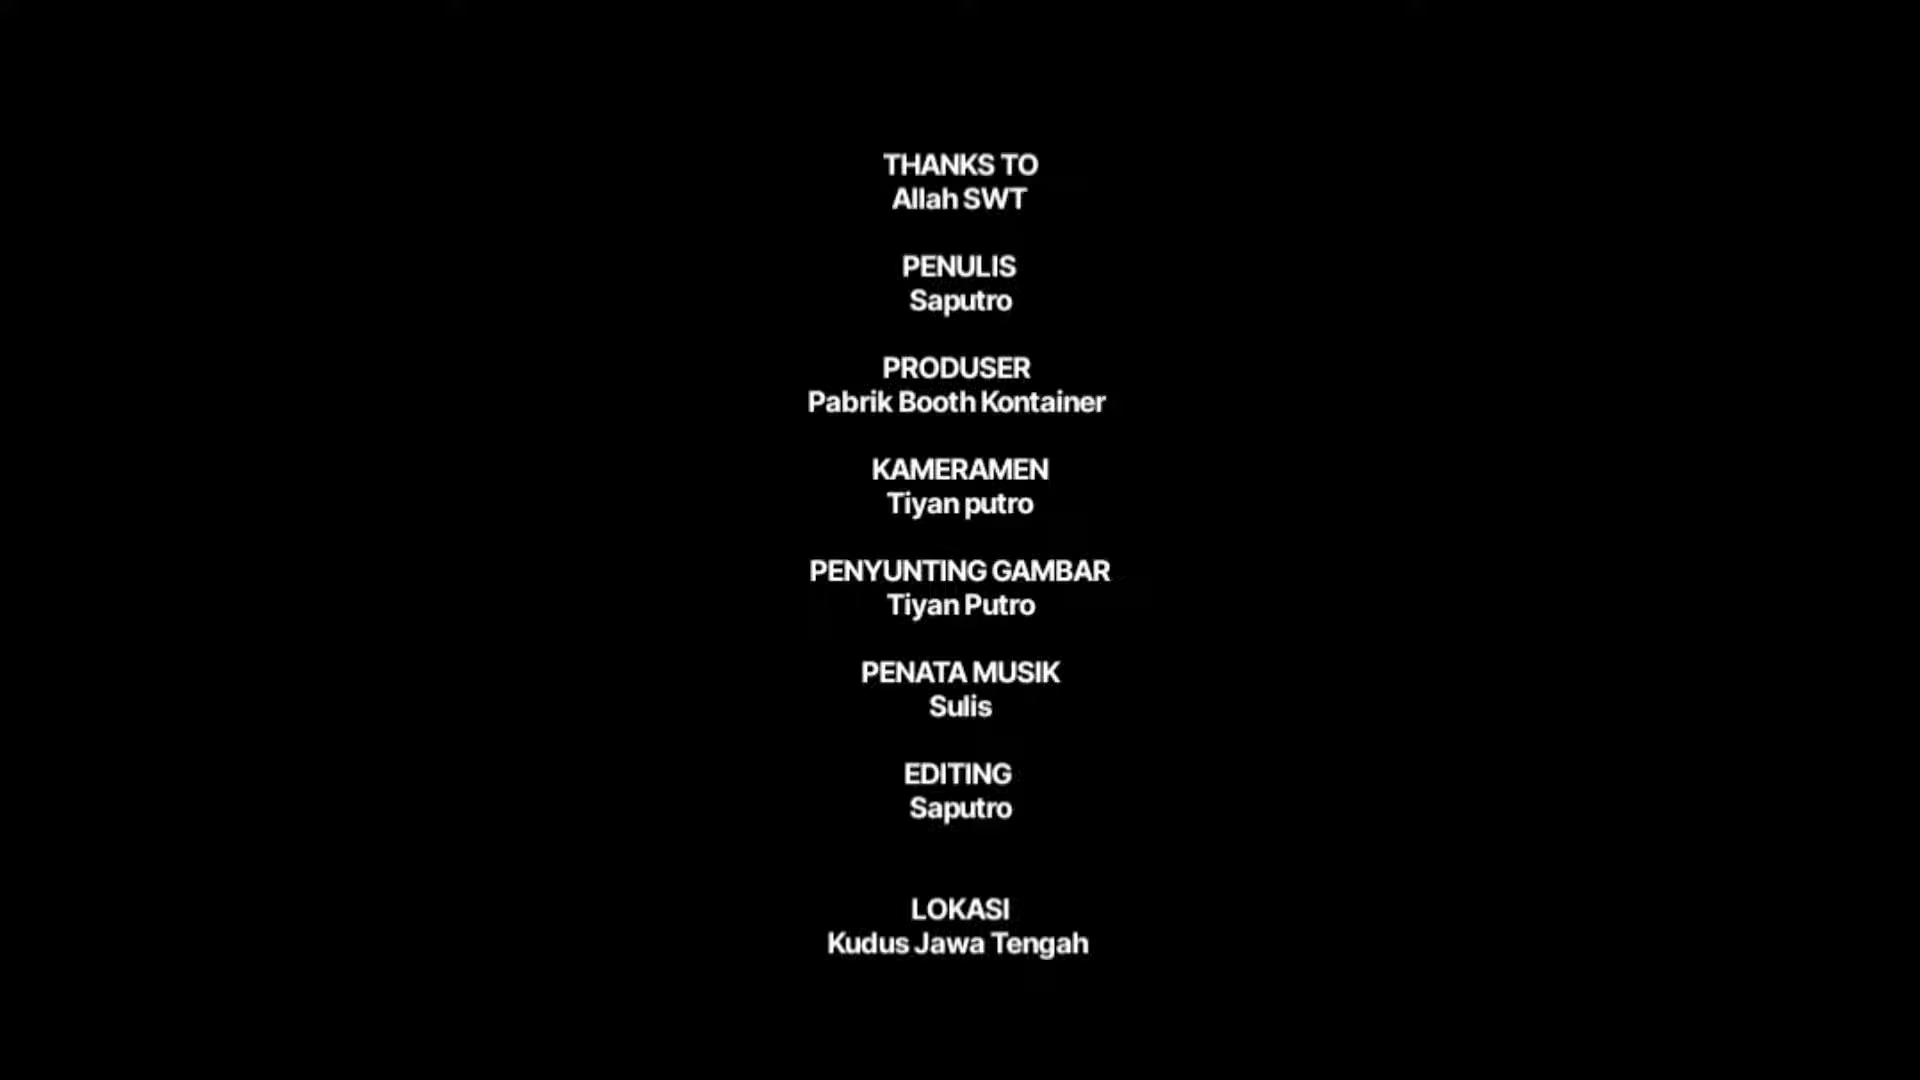 THANKS TO
Allah SWT
PENULIS
Saputro
PRODUSER
Pabrik Booth Kontainer
KAMERAMEN
Tiyan putro
PENYUNTING GAMBAR
Tiyan Putro
PENATA MUSIK
Sulis
EDITING
Saputro
LOKASI
Kudus Jawa Tengah